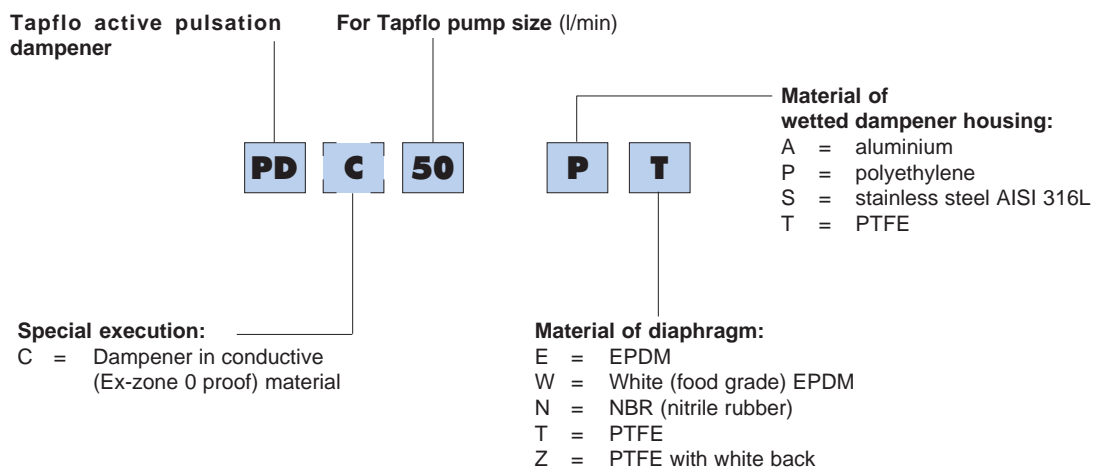 Tapflo active pulsation
dampener
For Tapflo pump size (l/min)
Material of
wetted dampener housing:
A = aluminium
P = polyethylene
S = stainless steel AISI 316L
T = PTFE
PD C 50 P T
Special execution:
C = Dampener in conductive
(Ex-zone 0 proof) material
Material of diaphragm:
E = EPDM
W = White (food grade) EPDM
N = NBR (nitrile rubber)
T = PTFE
Z = PTFE with white back